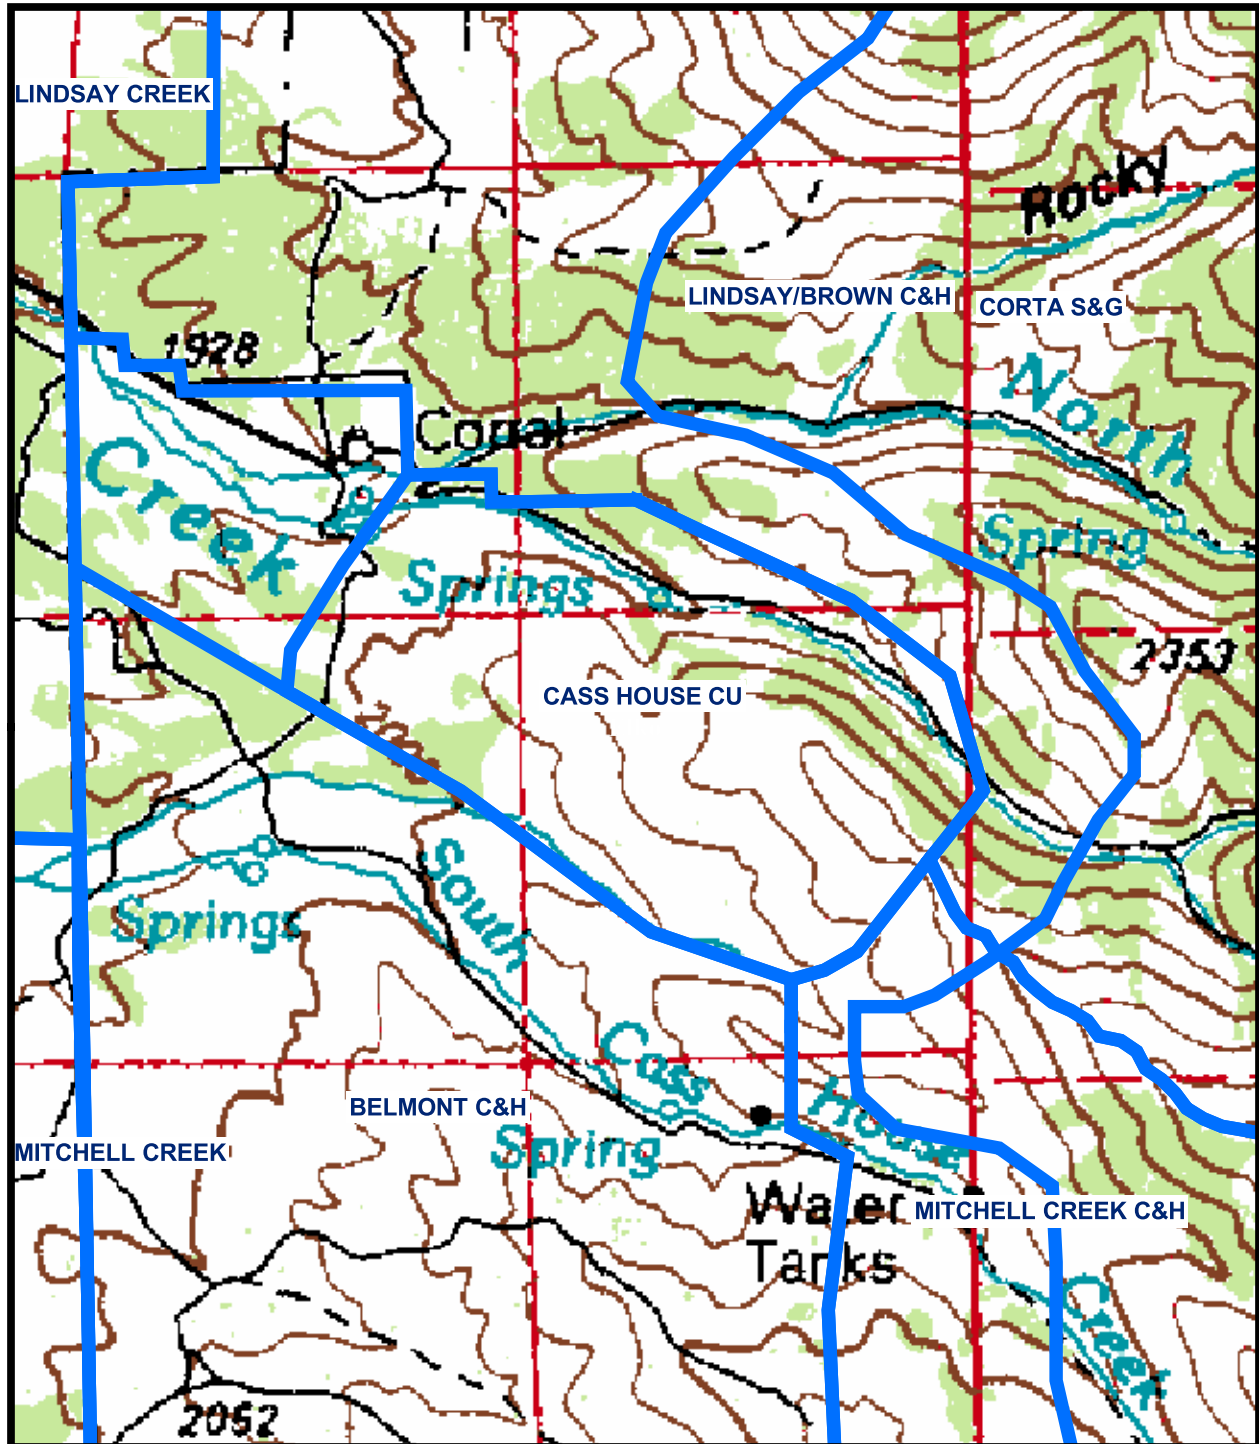 LINDSAY CREEK
Rocky
LINDSAY/BROWN C&H
CORTA S&G
1928
North
Corral
Creek
Spring
Springs
2353
CASS HOUSE CU
South
Springs
Cass
BELMONT C&H
House
MITCHELL CREEK
Spring
Water
Tanks
MITCHELL CREEK C&H
Creek
2052